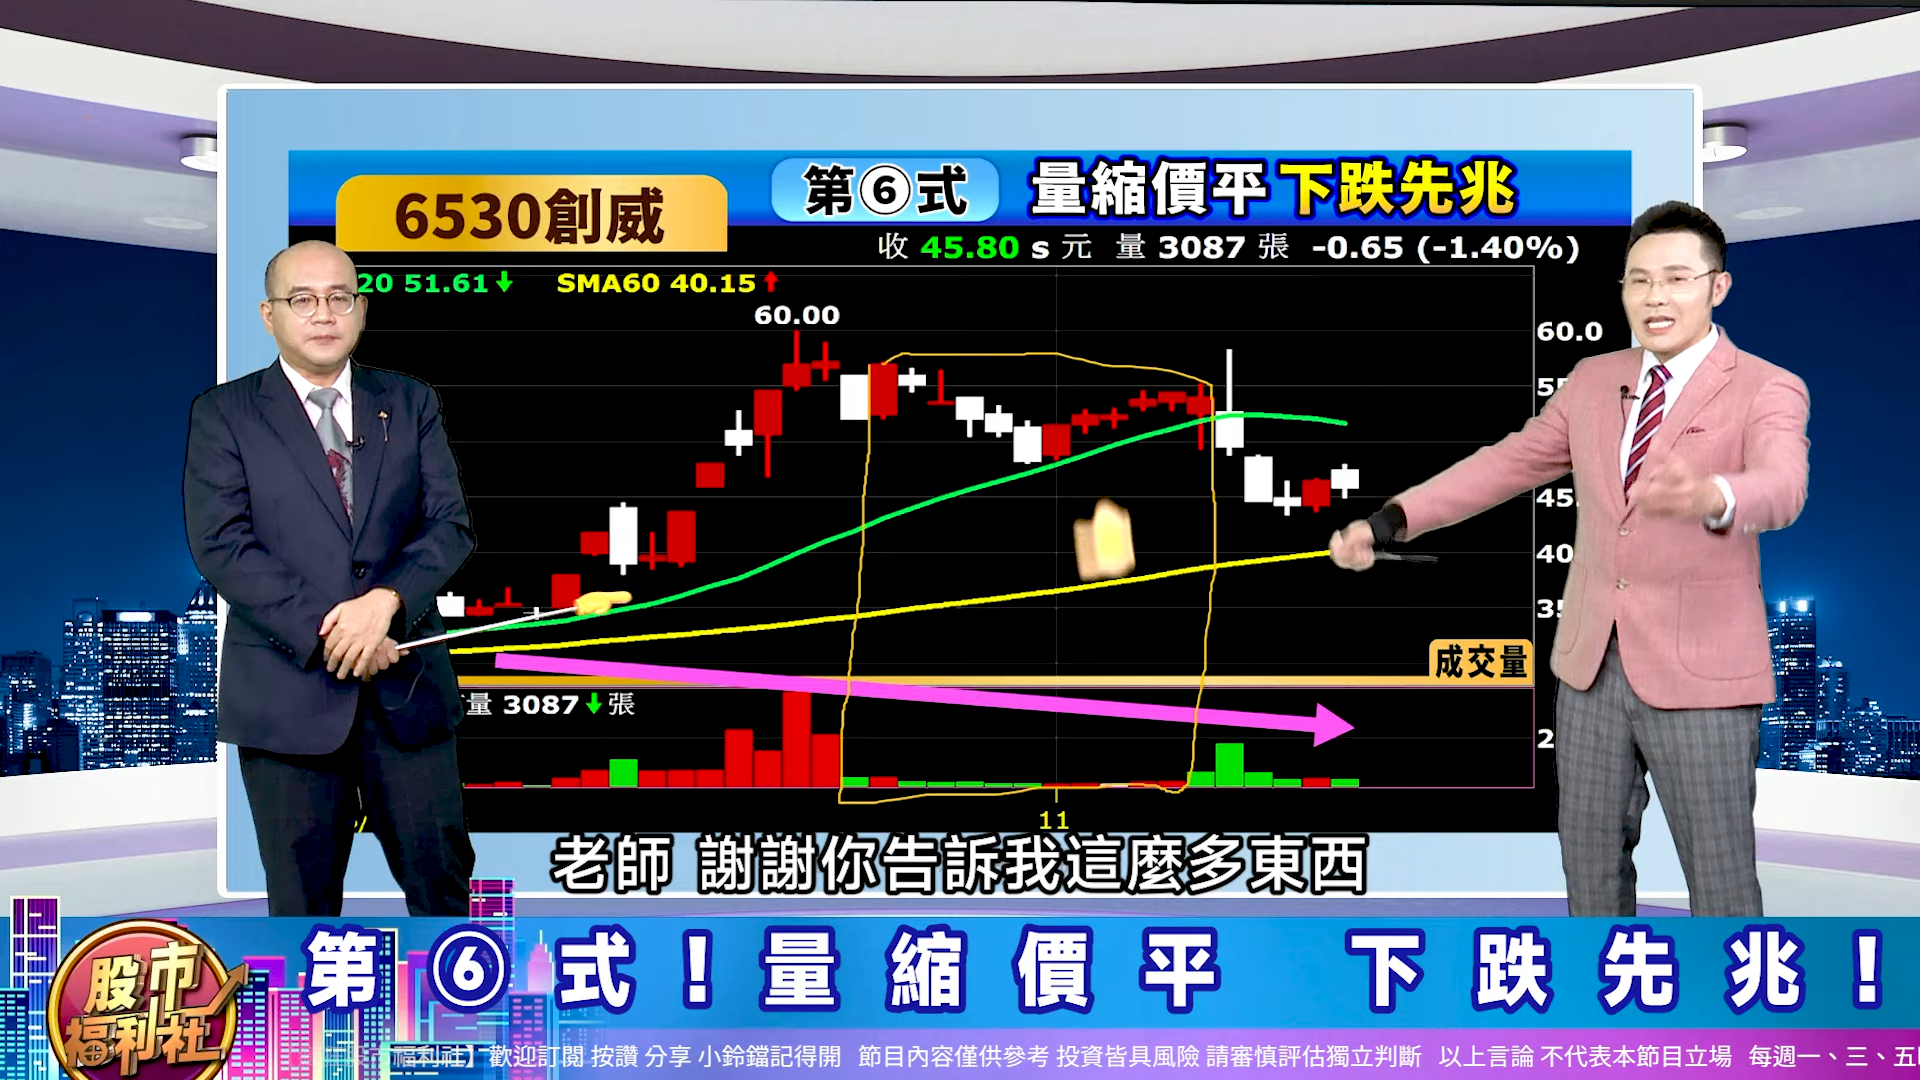 第⑥式 量縮價平下跌先兆
6530創威
收 45.80 s 元 量 3087 張 -0.65 (-1.40%)
20 51.61↓ SMA60 40.15↑
60.00
60.0
45.
40
35
成交量
量 3087↓張
2
11
老師 謝謝你告訴我這麼多東西
第⑥式!量縮價平 下跌先兆!
股市
福利社
福利社】歡迎訂閱 按讚 分享 小鈴鐺記得開 節目內容僅供參考 投資皆具風險 請審慎評估獨立判斷 以上言論 不代表本節目立場 每週一、三、五